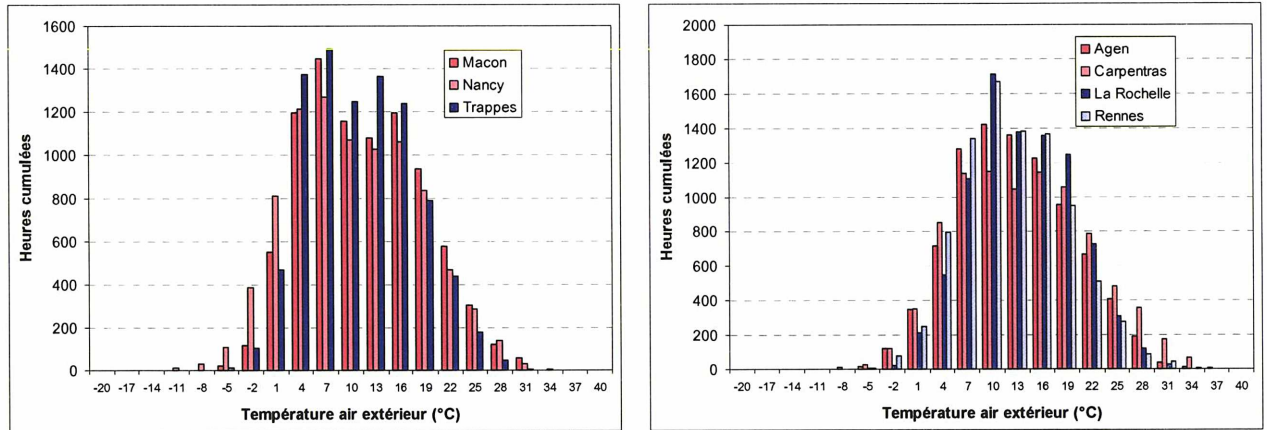 1600
1400
1200
1000
800
600
400
200
0
Heures cumulées
Macon
Nancy
Trappes
-20 -17 -14 -11 -8 -5 -2 1 4 7 10 13 16 19 22 25 28 31 34 37 40
Température air extérieur (°C)
2000
1800
1600
1400
1200
1000
800
600
400
200
0
Heures cumulées
Agen
Carpentras
La Rochelle
Rennes
-20 -17 -14 -11 -8 -5 -2 1 4 7 10 13 16 19 22 25 28 31 34 37 40
Température air extérieur (°C)